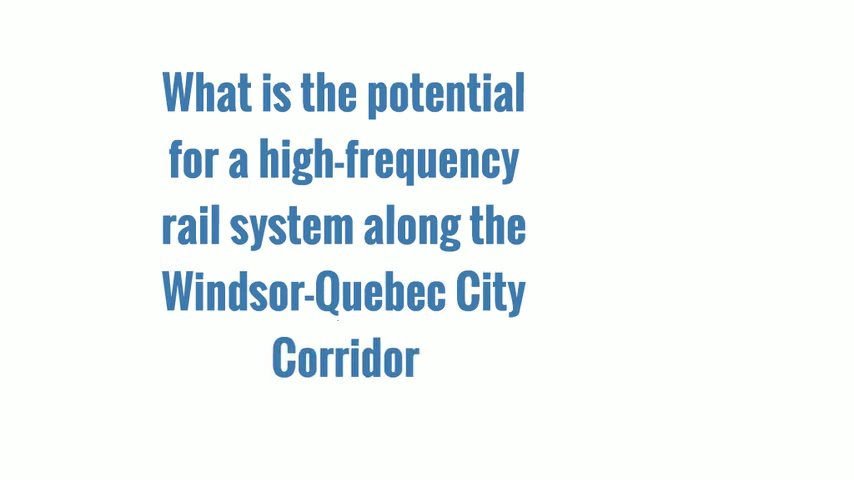 What is the potential
for a high-frequency
rail system along the
Windsor-Quebec City
Corridor